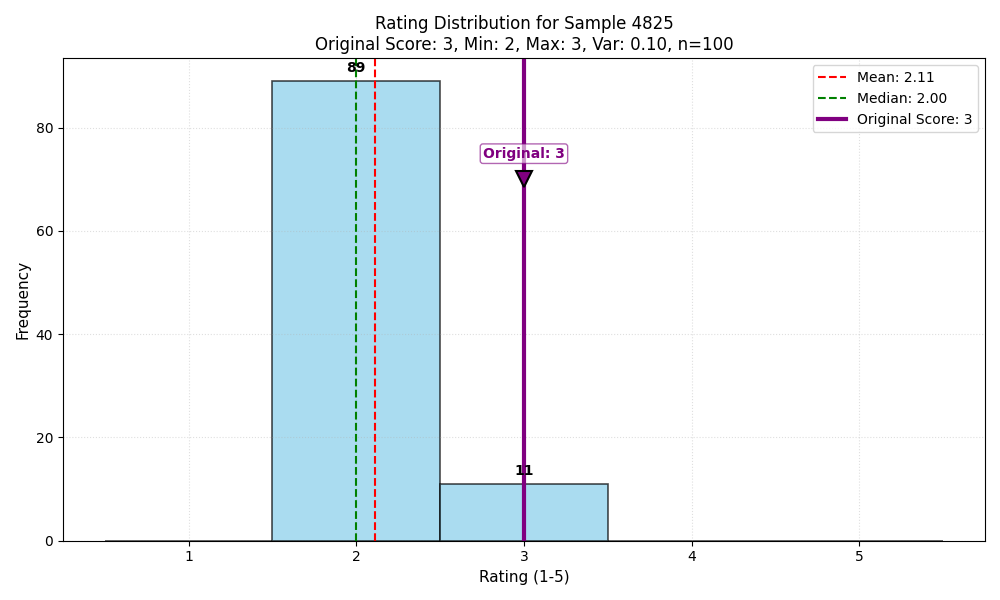 Rating Distribution for Sample 4825
Original Score: 3, Min: 2, Max: 3, Var: 0.10, n=100
Mean: 2.11
Median: 2.00
Original Score: 3
89
Original: 3
11
Frequency
80
60
40
20
0
1 2 3 4 5
Rating (1-5)